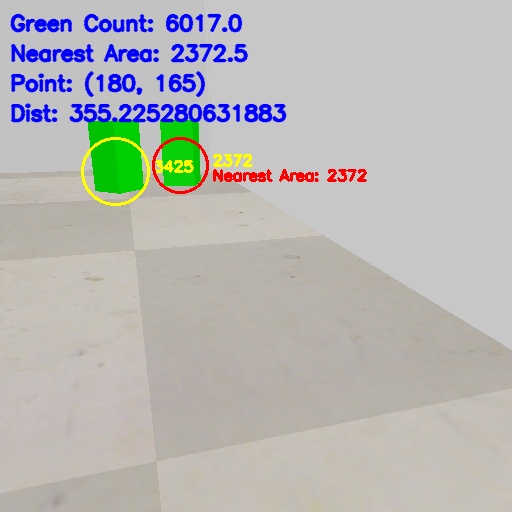 Green Count: 6017.0
Nearest Area: 2372.5
Point: (180, 165)
Dist: 355.225280631883
3425
2372
Nearest Area: 2372